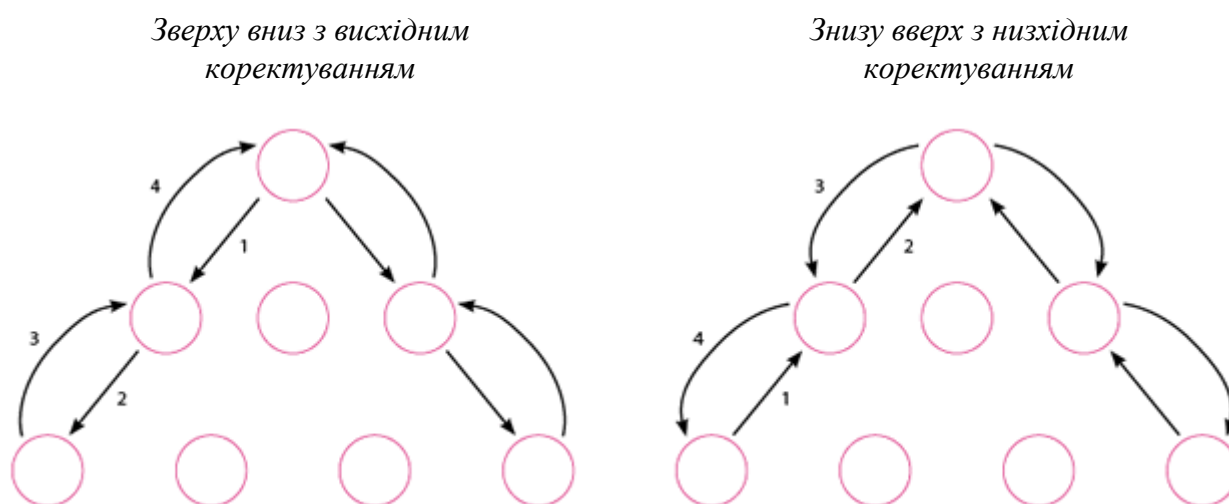 Зверху вниз з висхідним
коректуванням
Знизу вверх з низхідним
коректуванням
4
1
3
2
3
2
4
1